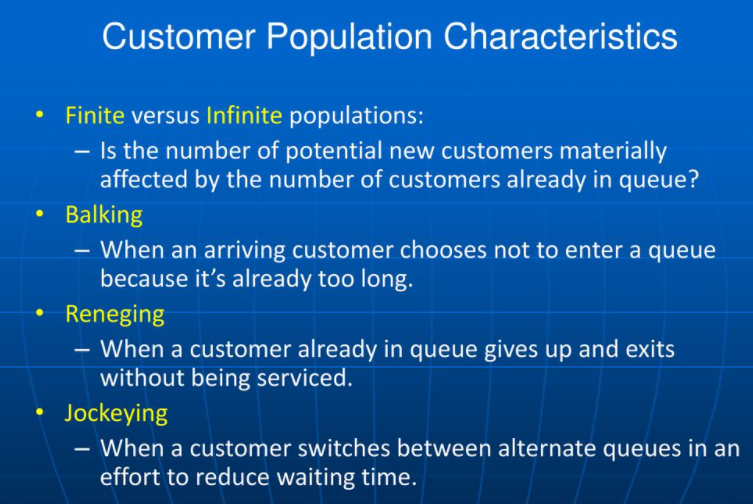 Customer Population Characteristics
• Finite versus Infinite populations:
– Is the number of potential new customers materially
affected by the number of customers already in queue?
• Balking
– When an arriving customer chooses not to enter a queue
because it’s already too long.
• Reneging
– When a customer already in queue gives up and exits
without being serviced.
• Jockeying
– When a customer switches between alternate queues in an
effort to reduce waiting time.